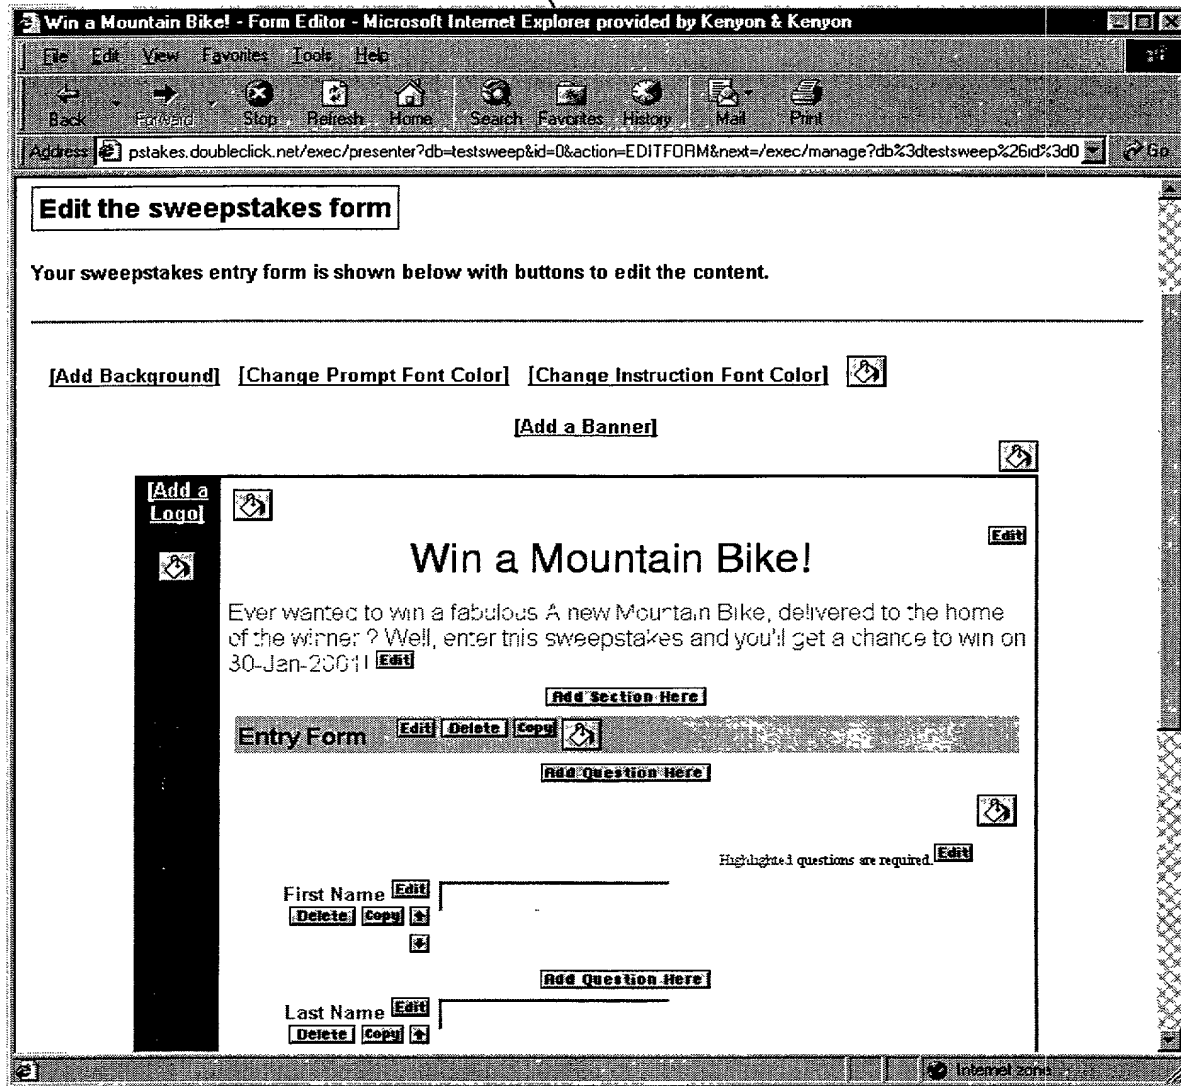 Win a Mountain Bike! - Form Editor - Microsoft Internet Explorer provided by Kenyon & Kenyon
File Edit View Favorites Tools Help
Back Forward Stop Refresh Home Search Favorites History Mail Print
Address pstakes.doubleclick.net/exec/presenter?db=testsweep&id=0&action=EDITFORM&next=/exec/manage?db%3dtestsweep%26id%3d0 Go
Edit the sweepstakes form
Your sweepstakes entry form is shown below with buttons to edit the content.
[Add Background] [Change Prompt Font Color] [Change Instruction Font Color]
[Add a Banner]
[Add a
Logo]
Edit
Win a Mountain Bike!
Ever wanted to win a fabulous A new Mountain Bike, delivered to the home
of the winner ? Well, enter this sweepstakes and you'll get a chance to win on
30-Jan-2001! Edit
Add Section Here
Entry Form Edit Delete Copy
Add Question Here
Highlighted questions are required. Edit
First Name Edit
Delete Copy
Add Question Here
Last Name Edit
Delete Copy
Internet zone